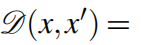 𝒟(x,x′) =